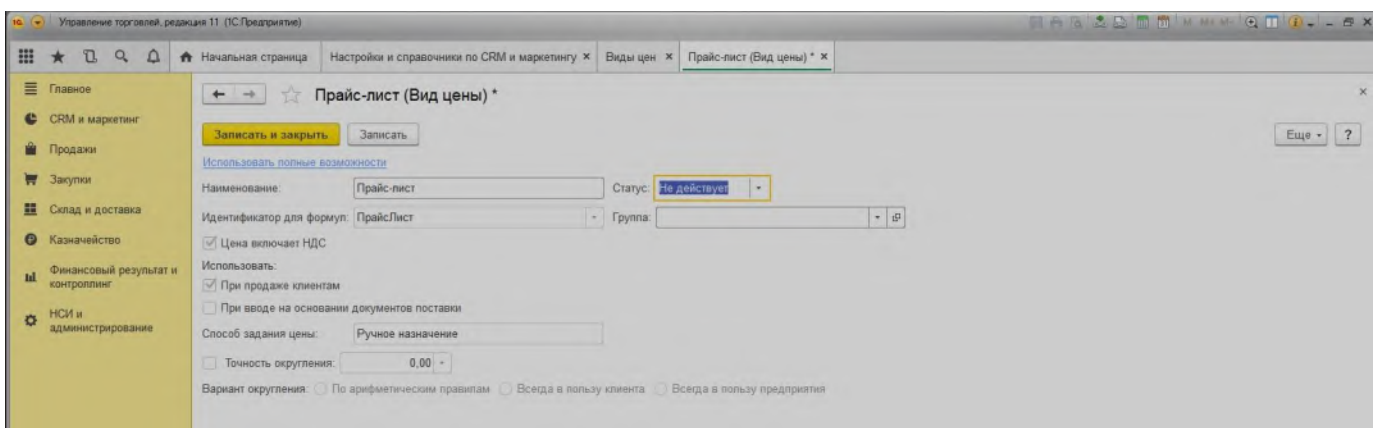 Управление торговлей, редакция 11 (1С:Предприятие)
M M+ M-
Начальная страница Настройки и справочники по CRM и маркетингу × Виды цен × Прайс-лист (Вид цены) * ×
Главное
CRM и маркетинг
Продажи
Закупки
Склад и доставка
Казначейство
Финансовый результат и
контроллинг
НСИ и
администрирование
Прайс-лист (Вид цены) *
Записать и закрыть Записать Еще ?
Использовать полные возможности
Наименование: Прайс-лист Статус: Не действует
Идентификатор для формул: ПрайсЛист Группа:
Цена включает НДС
Использовать:
При продаже клиентам
При вводе на основании документов поставки
Способ задания цены: Ручное назначение
Точность округления: 0,00
Вариант округления: По арифметическим правилам Всегда в пользу клиента Всегда в пользу предприятия